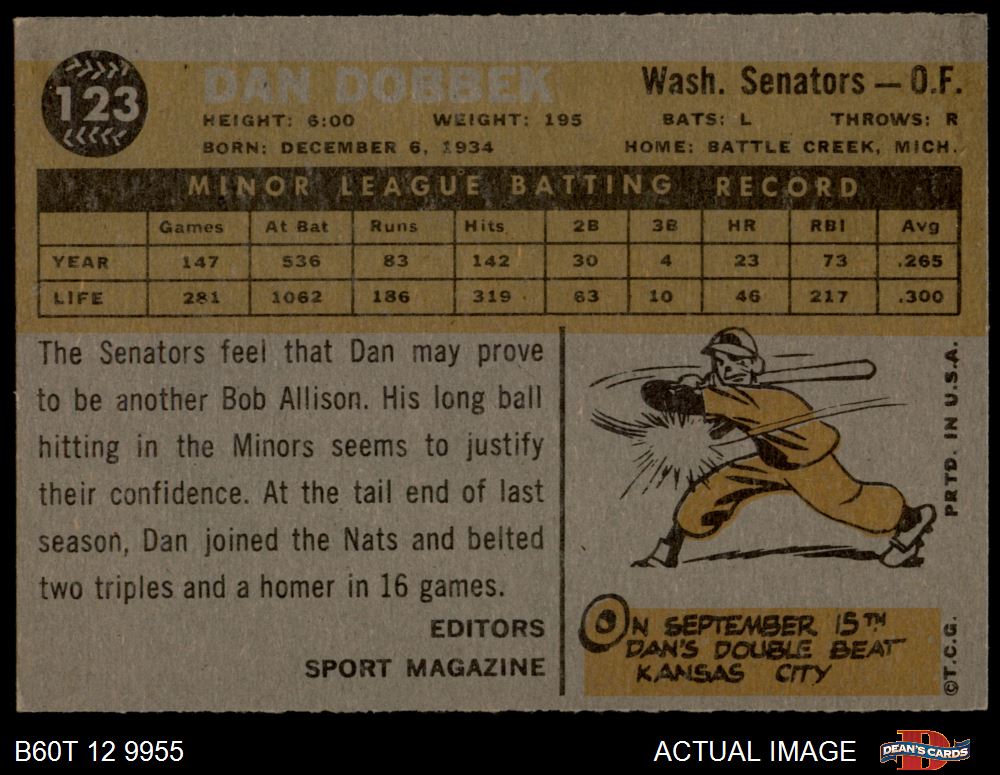 123
DAN DOBBEK
Wash. Senators — O.F.
HEIGHT: 6:00 WEIGHT: 195 BATS: L THROWS: R
BORN: DECEMBER 6, 1934 HOME: BATTLE CREEK, MICH.
MINOR LEAGUE BATTING RECORD
Games At Bat Runs Hits 2B 3B HR RBI Avg
YEAR 147 536 83 142 30 4 23 73 .265
LIFE 281 1062 186 319 63 10 46 217 .300
The Senators feel that Dan may prove
to be another Bob Allison. His long ball
hitting in the Minors seems to justify
their confidence. At the tail end of last
season, Dan joined the Nats and belted
two triples and a homer in 16 games.
EDITORS
SPORT MAGAZINE
ON SEPTEMBER 15TH
DAN'S DOUBLE BEAT
KANSAS CITY
PRTD. IN U.S.A.
©T.C.G.
B60T 12 9955
ACTUAL IMAGE
D
DEAN'S CARDS